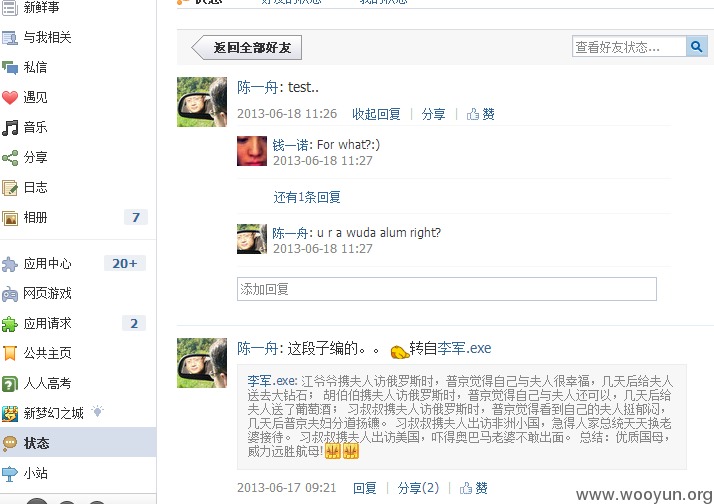 新鲜事
与我相关
私信
遇见
音乐
分享
日志
相册 7
应用中心 20+
网页游戏
应用请求 2
公共主页
人人高考
新梦幻之城
状态
小站
返回全部好友
查看好友状态...
陈一舟: test..
2013-06-18 11:26 收起回复 | 分享 | 赞
钱一诺: For what?:)
2013-06-18 11:27
还有1条回复
陈一舟: u r a wuda alum right?
2013-06-18 11:27
添加回复
陈一舟: 这段子编的。。 转自李军.exe
李军.exe: 江爷爷携夫人访俄罗斯时，普京觉得自己与夫人很幸福，几天后给夫人
送去大钻石； 胡伯伯携夫人访俄罗斯时，普京觉得自己与夫人还可以，几天后给
夫人送了葡萄酒； 习叔叔携夫人访俄罗斯时，普京觉得看到自己的夫人挺郁闷，
几天后普京夫妇分道扬镳。 习叔叔携夫人出访非洲小国，急得人家总统天天换老
婆接待。 习叔叔携夫人出访美国，吓得奥巴马老婆不敢出面。 总结：优质国母，
威力远胜航母!
2013-06-17 09:21 回复 | 分享(2) | 赞
www.wooyun.org